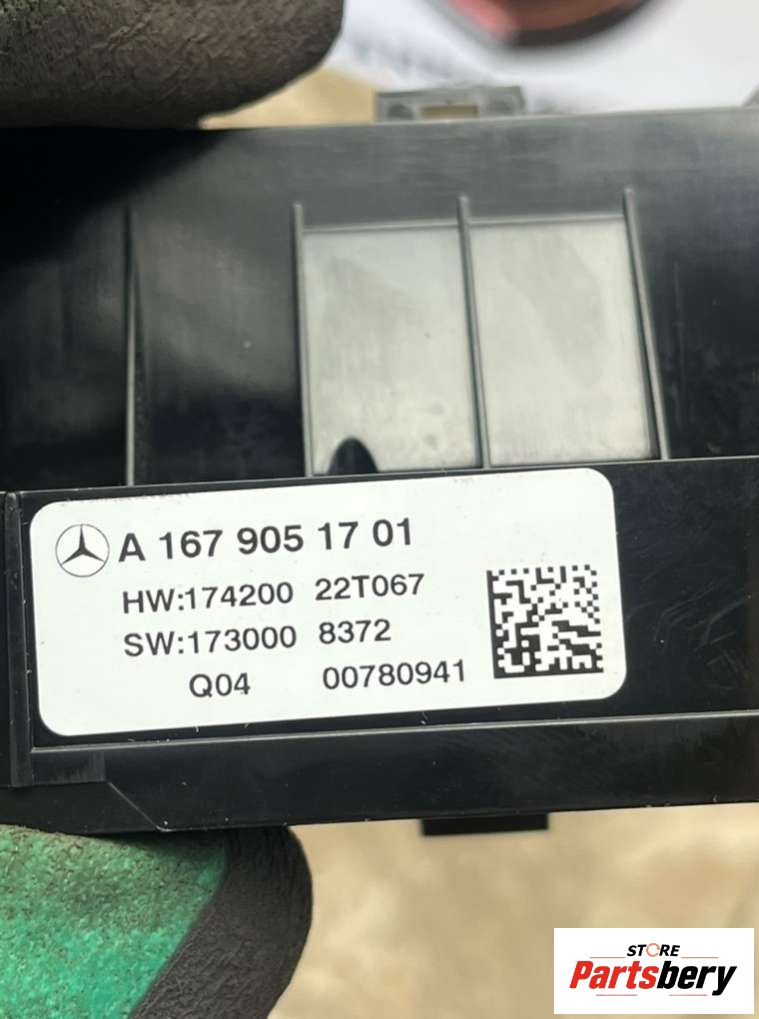 A 167 905 17 01
HW:174200 22T067
SW:173000 8372
Q04 00780941
STORE
Partsbery